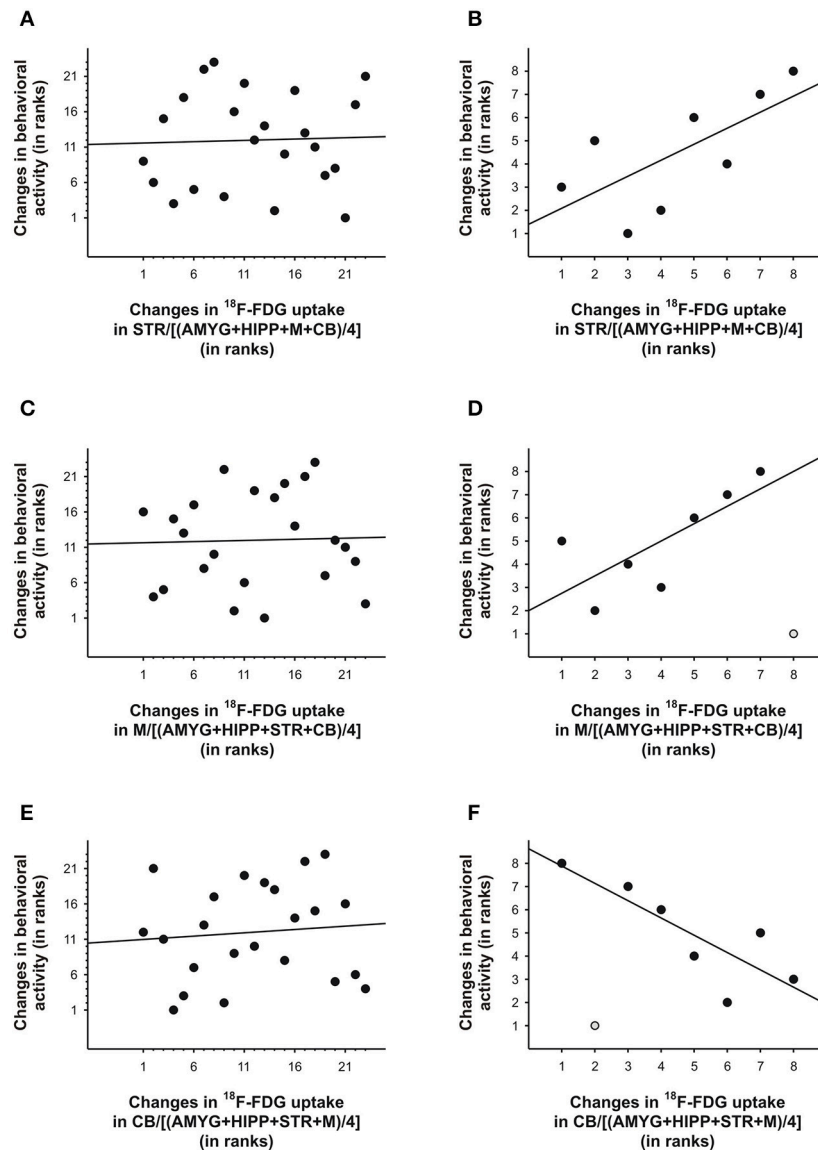 A
Changes in behavioral
activity (in ranks)
21
16
11
6
1
1 6 11 16 21
Changes in 18F-FDG uptake
in STR/[(AMYG+HIPP+M+CB)/4]
(in ranks)
B
Changes in behavioral
activity (in ranks)
8
7
6
5
4
3
2
1
1 2 3 4 5 6 7 8
Changes in 18F-FDG uptake
in STR/[(AMYG+HIPP+M+CB)/4]
(in ranks)
C
Changes in behavioral
activity (in ranks)
21
16
11
6
1
1 6 11 16 21
Changes in 18F-FDG uptake
in M/[(AMYG+HIPP+STR+CB)/4]
(in ranks)
D
Changes in behavioral
activity (in ranks)
8
7
6
5
4
3
2
1
1 2 3 4 5 6 7 8
Changes in 18F-FDG uptake
in M/[(AMYG+HIPP+STR+CB)/4]
(in ranks)
E
Changes in behavioral
activity (in ranks)
21
16
11
6
1
1 6 11 16 21
Changes in 18F-FDG uptake
in CB/[(AMYG+HIPP+STR+M)/4]
(in ranks)
F
Changes in behavioral
activity (in ranks)
8
7
6
5
4
3
2
1
1 2 3 4 5 6 7 8
Changes in 18F-FDG uptake
in CB/[(AMYG+HIPP+STR+M)/4]
(in ranks)